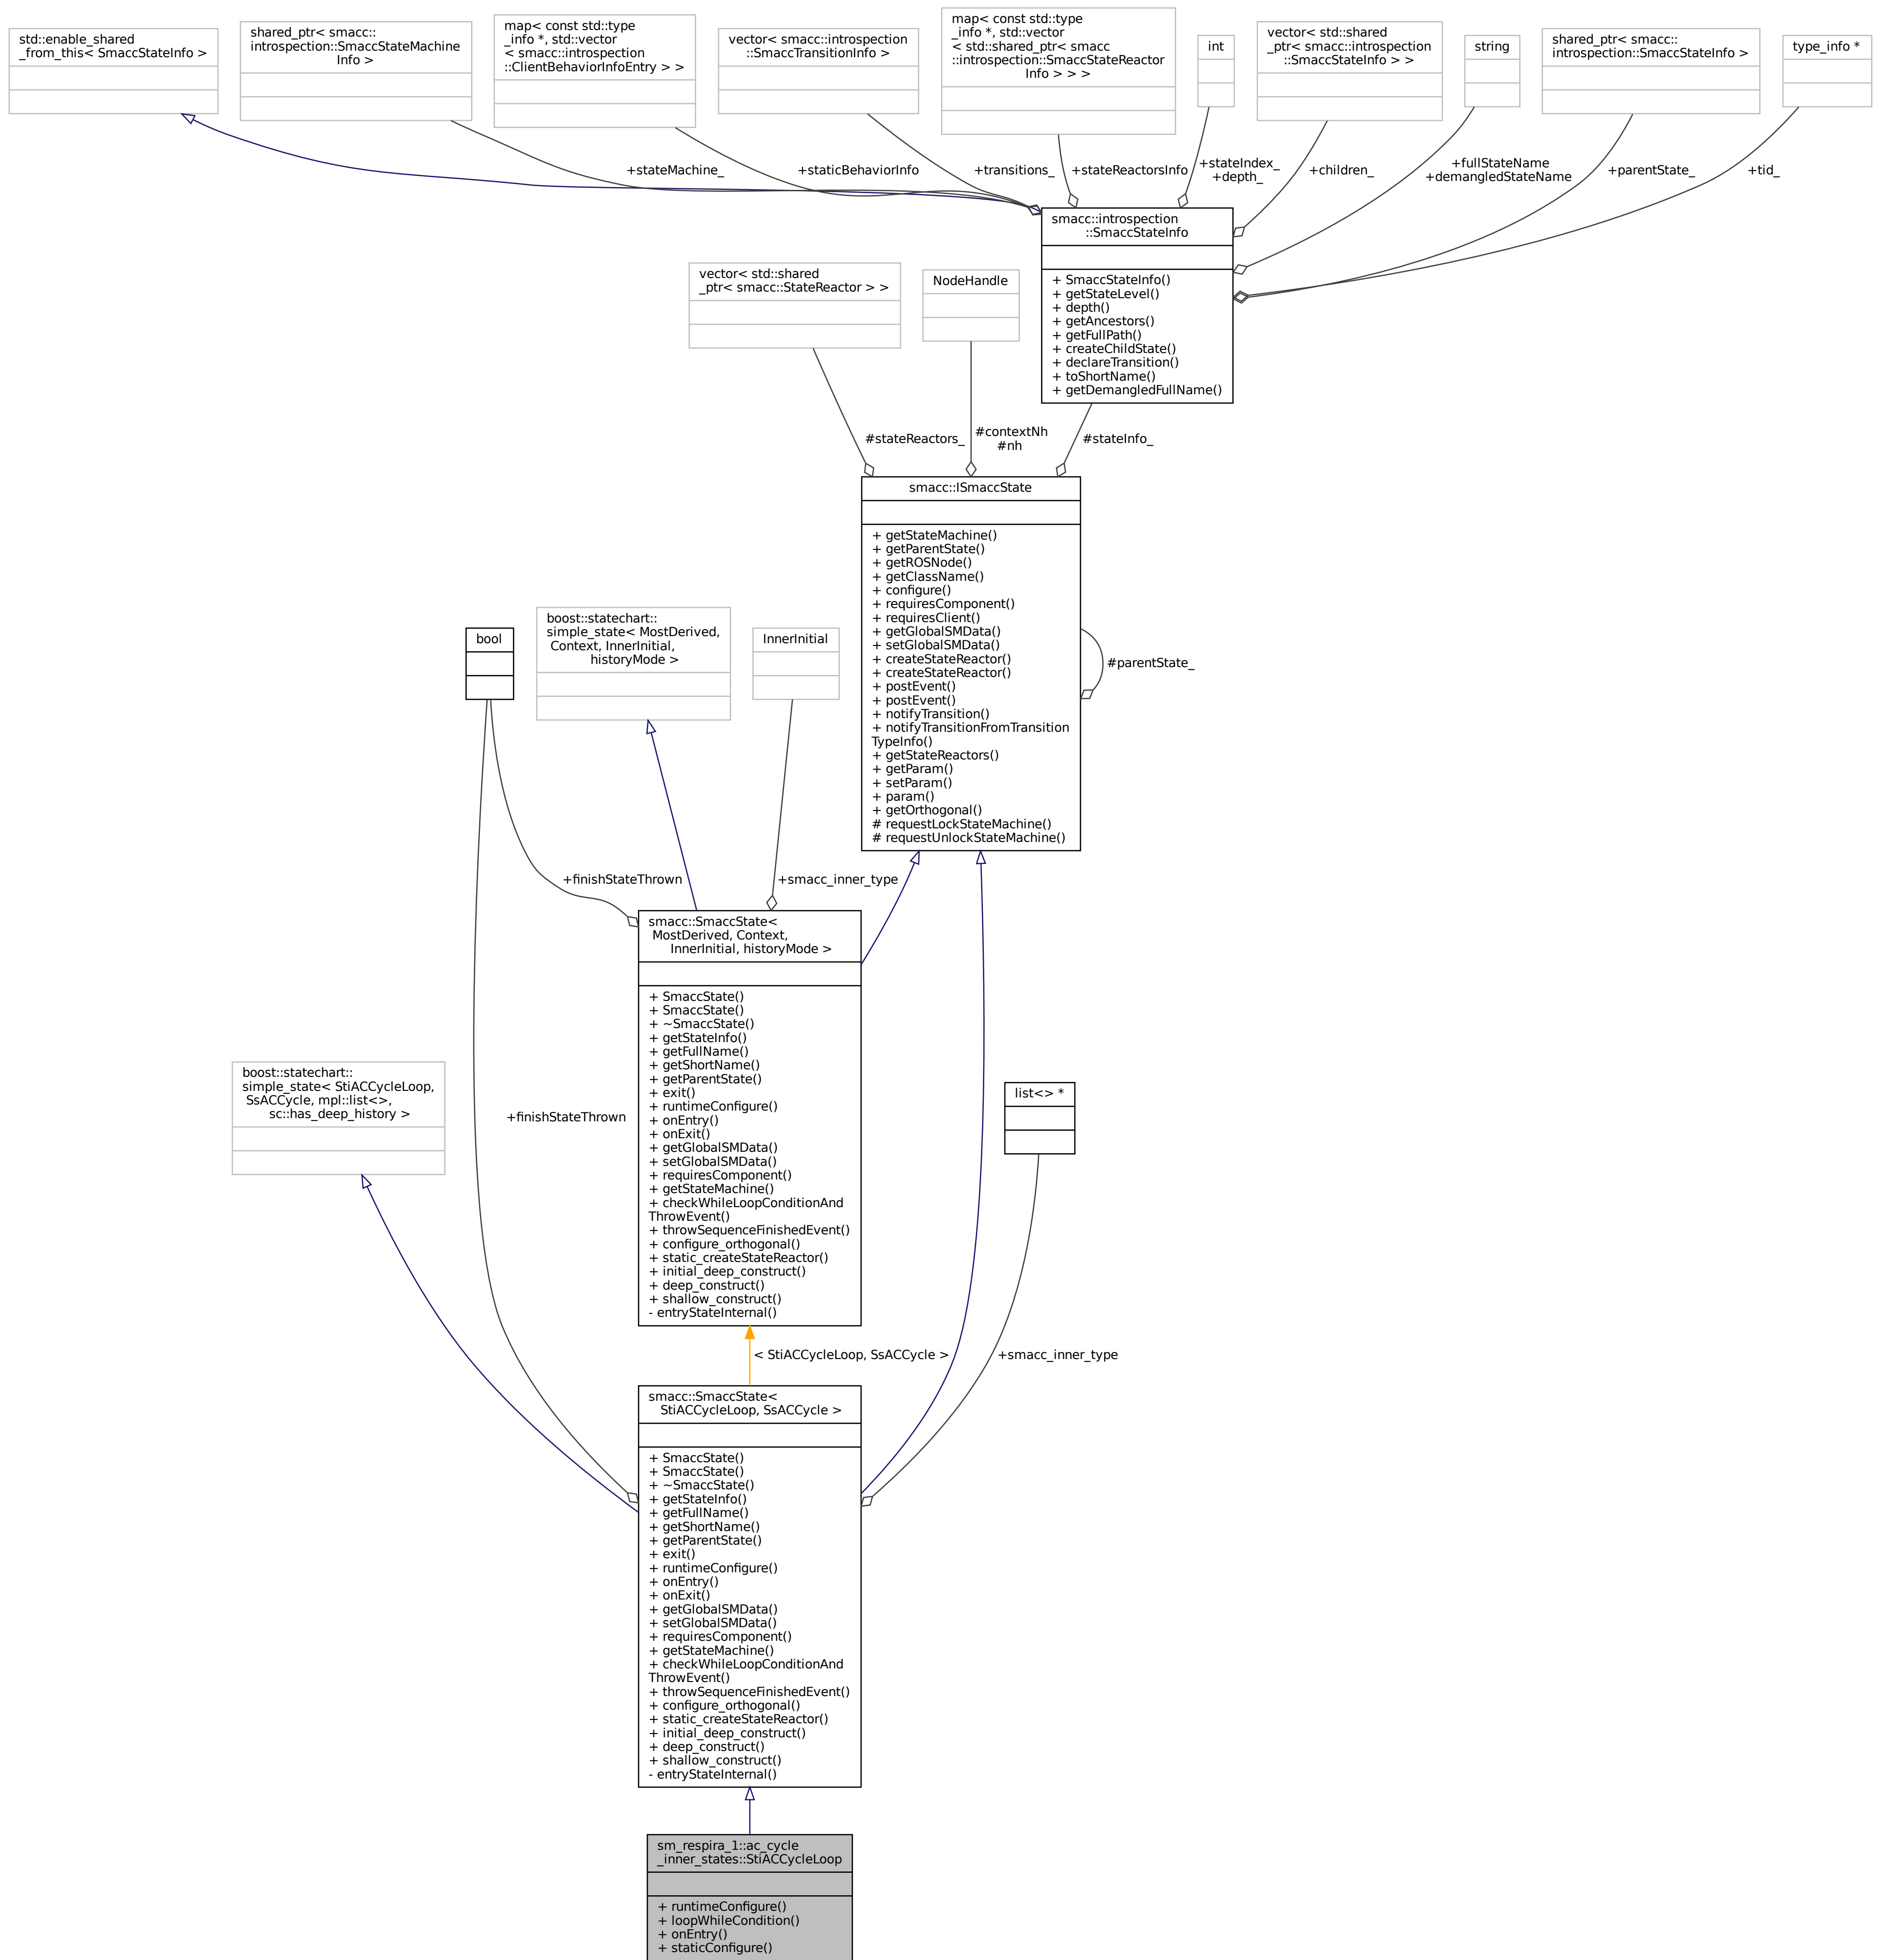 std::enable_shared
_from_this< SmaccStateInfo >
shared_ptr< smacc::
introspection::SmaccStateMachine
Info >
map< const std::type
_info *, std::vector
< smacc::introspection
::ClientBehaviorInfoEntry > >
vector< smacc::introspection
::SmaccTransitionInfo >
map< const std::type
_info *, std::vector
< std::shared_ptr< smacc
::introspection::SmaccStateReactor
Info > > >
int
vector< std::shared
_ptr< smacc::introspection
::SmaccStateInfo > >
string
shared_ptr< smacc::
introspection::SmaccStateInfo >
type_info *
+stateMachine_
+staticBehaviorInfo
+transitions_
+stateReactorsInfo
+stateIndex_
+depth_
+children_
+fullStateName
+demangledStateName
+parentState_
+tid_
smacc::introspection
::SmaccStateInfo
+ SmaccStateInfo()
+ getStateLevel()
+ depth()
+ getAncestors()
+ getFullPath()
+ createChildState()
+ declareTransition()
+ toShortName()
+ getDemangledFullName()
vector< std::shared
_ptr< smacc::StateReactor > >
NodeHandle
#stateReactors_
#contextNh
#nh
#stateInfo_
smacc::ISmaccState
+ getStateMachine()
+ getParentState()
+ getROSNode()
+ getClassName()
+ configure()
+ requiresComponent()
+ requiresClient()
+ getGlobalSMData()
+ setGlobalSMData()
+ createStateReactor()
+ createStateReactor()
+ postEvent()
+ postEvent()
+ notifyTransition()
+ notifyTransitionFromTransition
TypeInfo()
+ getStateReactors()
+ getParam()
+ setParam()
+ param()
+ getOrthogonal()
# requestLockStateMachine()
# requestUnlockStateMachine()
#parentState_
bool
boost::statechart::
simple_state< MostDerived,
Context, InnerInitial,
historyMode >
InnerInitial
+finishStateThrown
+smacc_inner_type
smacc::SmaccState<
MostDerived, Context,
InnerInitial, historyMode >
+ SmaccState()
+ SmaccState()
+ ~SmaccState()
+ getStateInfo()
+ getFullName()
+ getShortName()
+ getParentState()
+ exit()
+ runtimeConfigure()
+ onEntry()
+ onExit()
+ getGlobalSMData()
+ setGlobalSMData()
+ requiresComponent()
+ getStateMachine()
+ checkWhileLoopConditionAnd
ThrowEvent()
+ throwSequenceFinishedEvent()
+ configure_orthogonal()
+ static_createStateReactor()
+ initial_deep_construct()
+ deep_construct()
+ shallow_construct()
- entryStateInternal()
boost::statechart::
simple_state< StiACCycleLoop,
SsACCycle, mpl::list<>,
sc::has_deep_history >
+finishStateThrown
list<> *
< StiACCycleLoop, SsACCycle >
+smacc_inner_type
smacc::SmaccState<
StiACCycleLoop, SsACCycle >
+ SmaccState()
+ SmaccState()
+ ~SmaccState()
+ getStateInfo()
+ getFullName()
+ getShortName()
+ getParentState()
+ exit()
+ runtimeConfigure()
+ onEntry()
+ onExit()
+ getGlobalSMData()
+ setGlobalSMData()
+ requiresComponent()
+ getStateMachine()
+ checkWhileLoopConditionAnd
ThrowEvent()
+ throwSequenceFinishedEvent()
+ configure_orthogonal()
+ static_createStateReactor()
+ initial_deep_construct()
+ deep_construct()
+ shallow_construct()
- entryStateInternal()
sm_respira_1::ac_cycle
_inner_states::StiACCycleLoop
+ runtimeConfigure()
+ loopWhileCondition()
+ onEntry()
+ staticConfigure()